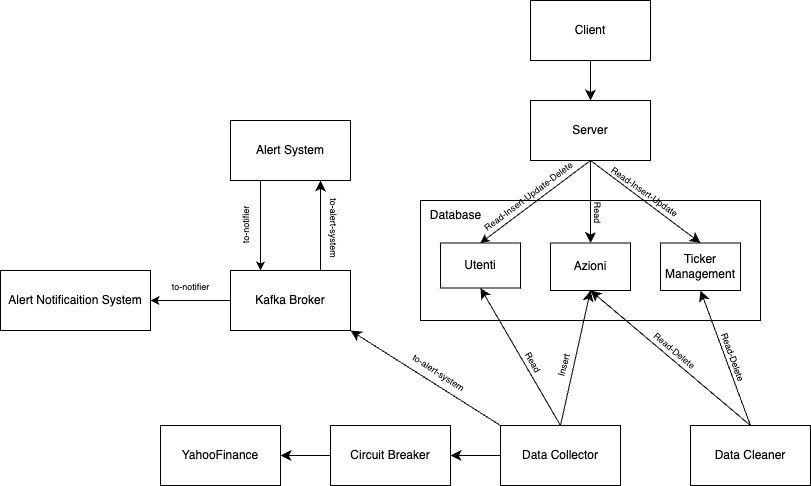 Client
Server
Alert System
Read-Insert-Update-Delete
Read
Read-Insert-Update
to-notifier
to-alert-system
Database
Utenti
Azioni
Ticker
Management
Alert Notificaition System
to-notifier
Kafka Broker
to-alert-system
Read
Insert
Read-Delete
Read-Delete
YahooFinance
Circuit Breaker
Data Collector
Data Cleaner